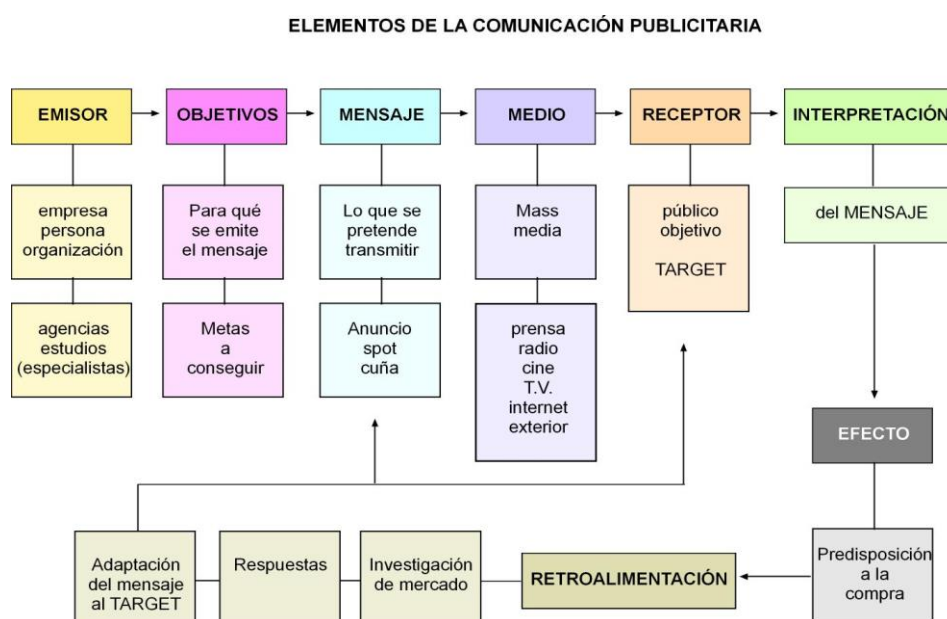 ELEMENTOS DE LA COMUNICACIÓN PUBLICITARIA
EMISOR
OBJETIVOS
MENSAJE
MEDIO
RECEPTOR
INTERPRETACIÓN
empresa
persona
organización
Para qué
se emite
el mensaje
Lo que se
pretende
transmitir
Mass
media
público
objetivo
TARGET
del MENSAJE
agencias
estudios
(especialistas)
Metas
a
conseguir
Anuncio
spot
cuña
prensa
radio
cine
T.V.
internet
exterior
EFECTO
Adaptación
del mensaje
al TARGET
Respuestas
Investigación
de mercado
RETROALIMENTACIÓN
Predisposición
a la
compra